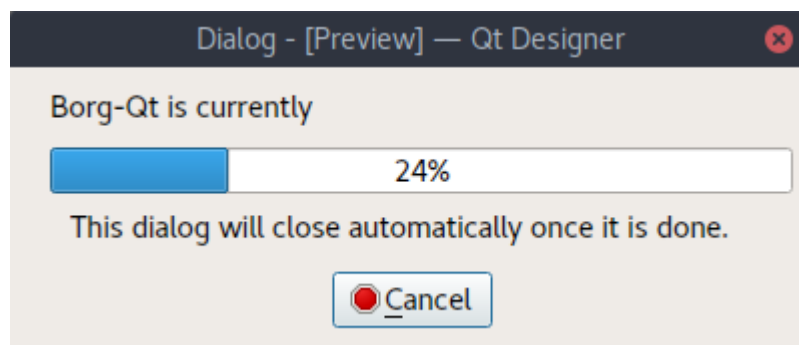 Dialog - [Preview] — Qt Designer
Borg-Qt is currently
24%
This dialog will close automatically once it is done.
Cancel